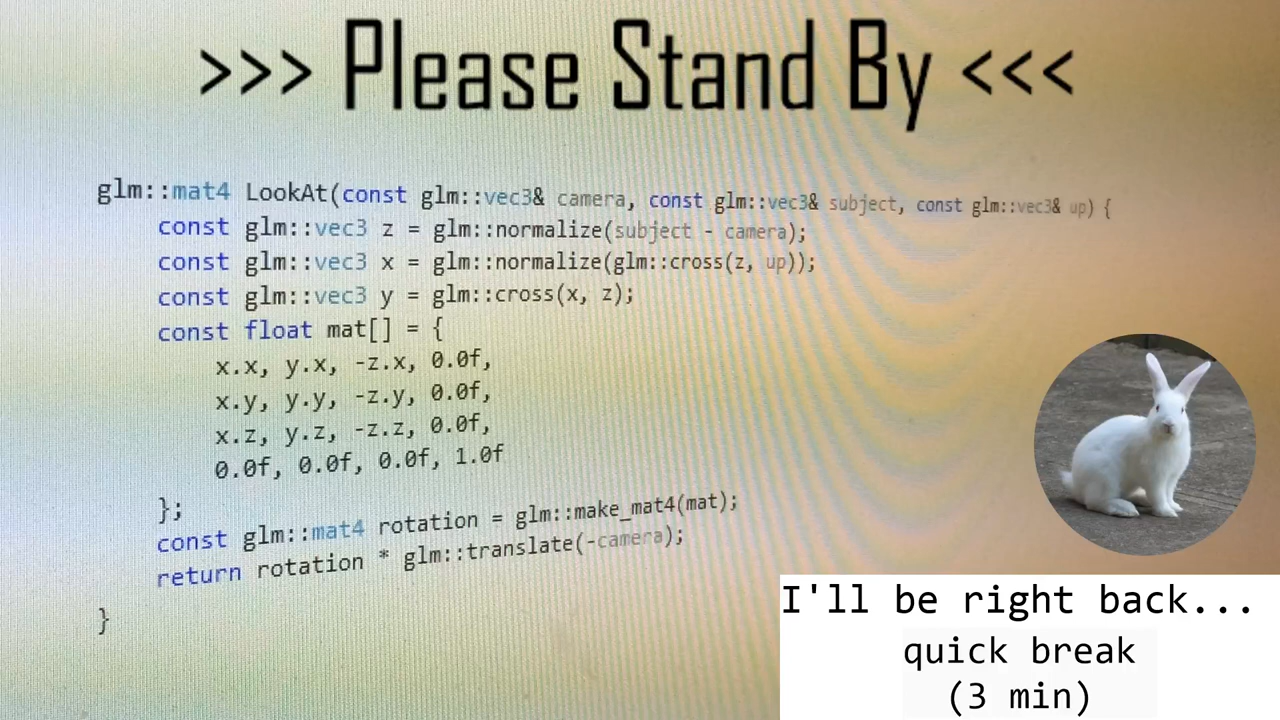 >>> Please Stand By <<<
glm::mat4 LookAt(const glm::vec3& camera, const glm::vec3& subject, const glm::vec3& up) {
const glm::vec3 z = glm::normalize(subject - camera);
const glm::vec3 x = glm::normalize(glm::cross(z, up));
const glm::vec3 y = glm::cross(x, z);
const float mat[] = {
x.x, y.x, -z.x, 0.0f,
x.y, y.y, -z.y, 0.0f,
x.z, y.z, -z.z, 0.0f,
0.0f, 0.0f, 0.0f, 1.0f
};
const glm::mat4 rotation = glm::make_mat4(mat);
return rotation * glm::translate(-camera);
}
I'll be right back...
quick break
(3 min)